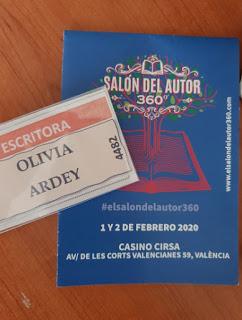 SALÓN DEL AUTOR
360º
www.elsalondelautor360.com
ESCRITORA
OLIVIA
ARDEY
4482
#elsalondelautor360
1 Y 2 DE FEBRERO 2020
CASINO CIRSA
AV/ DE LES CORTS VALENCIANES 59, VALÈNCIA